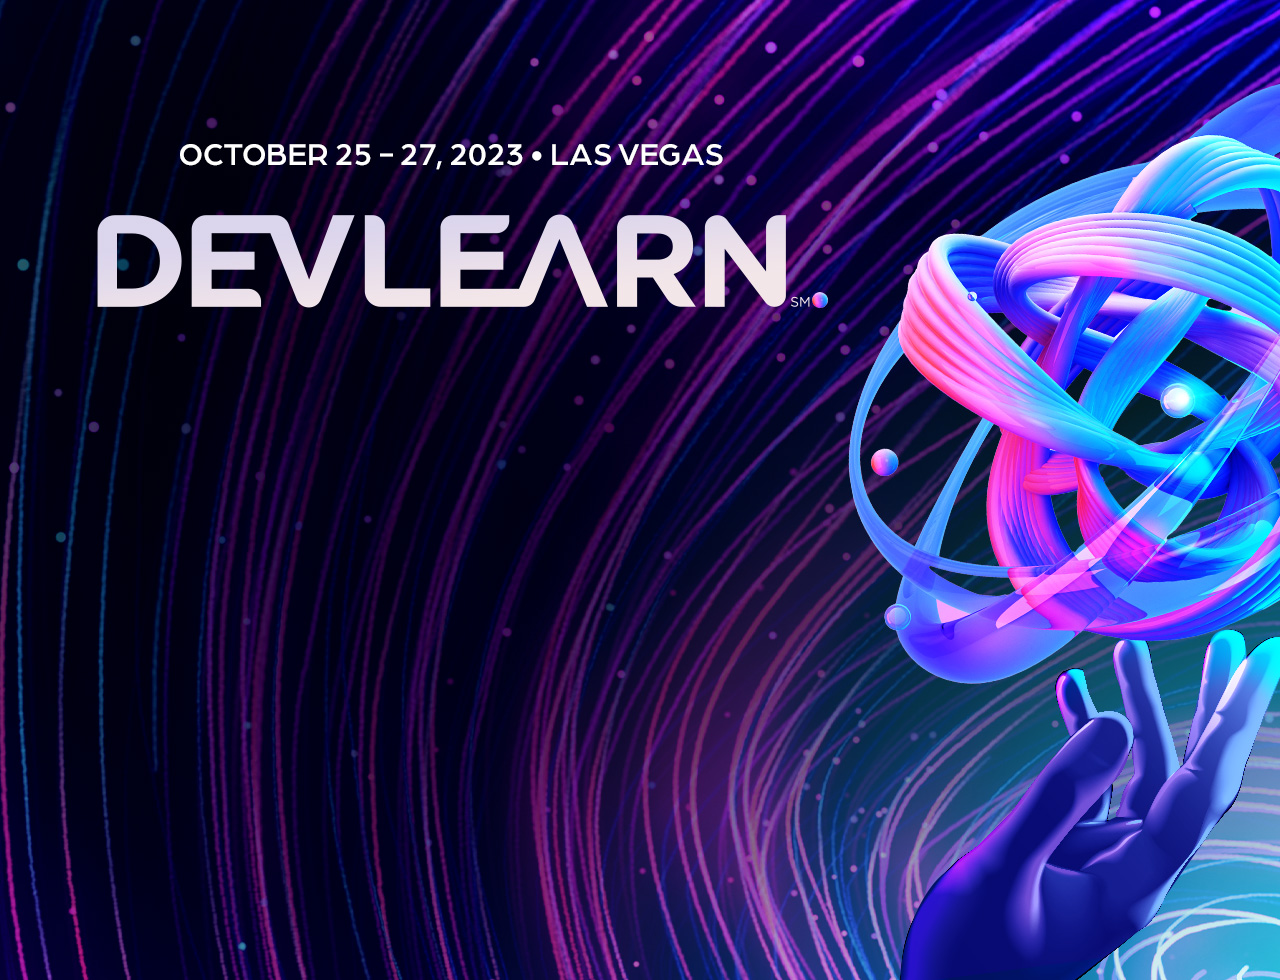 OCTOBER 25 – 27, 2023 • LAS VEGAS
DEVLEARN SM